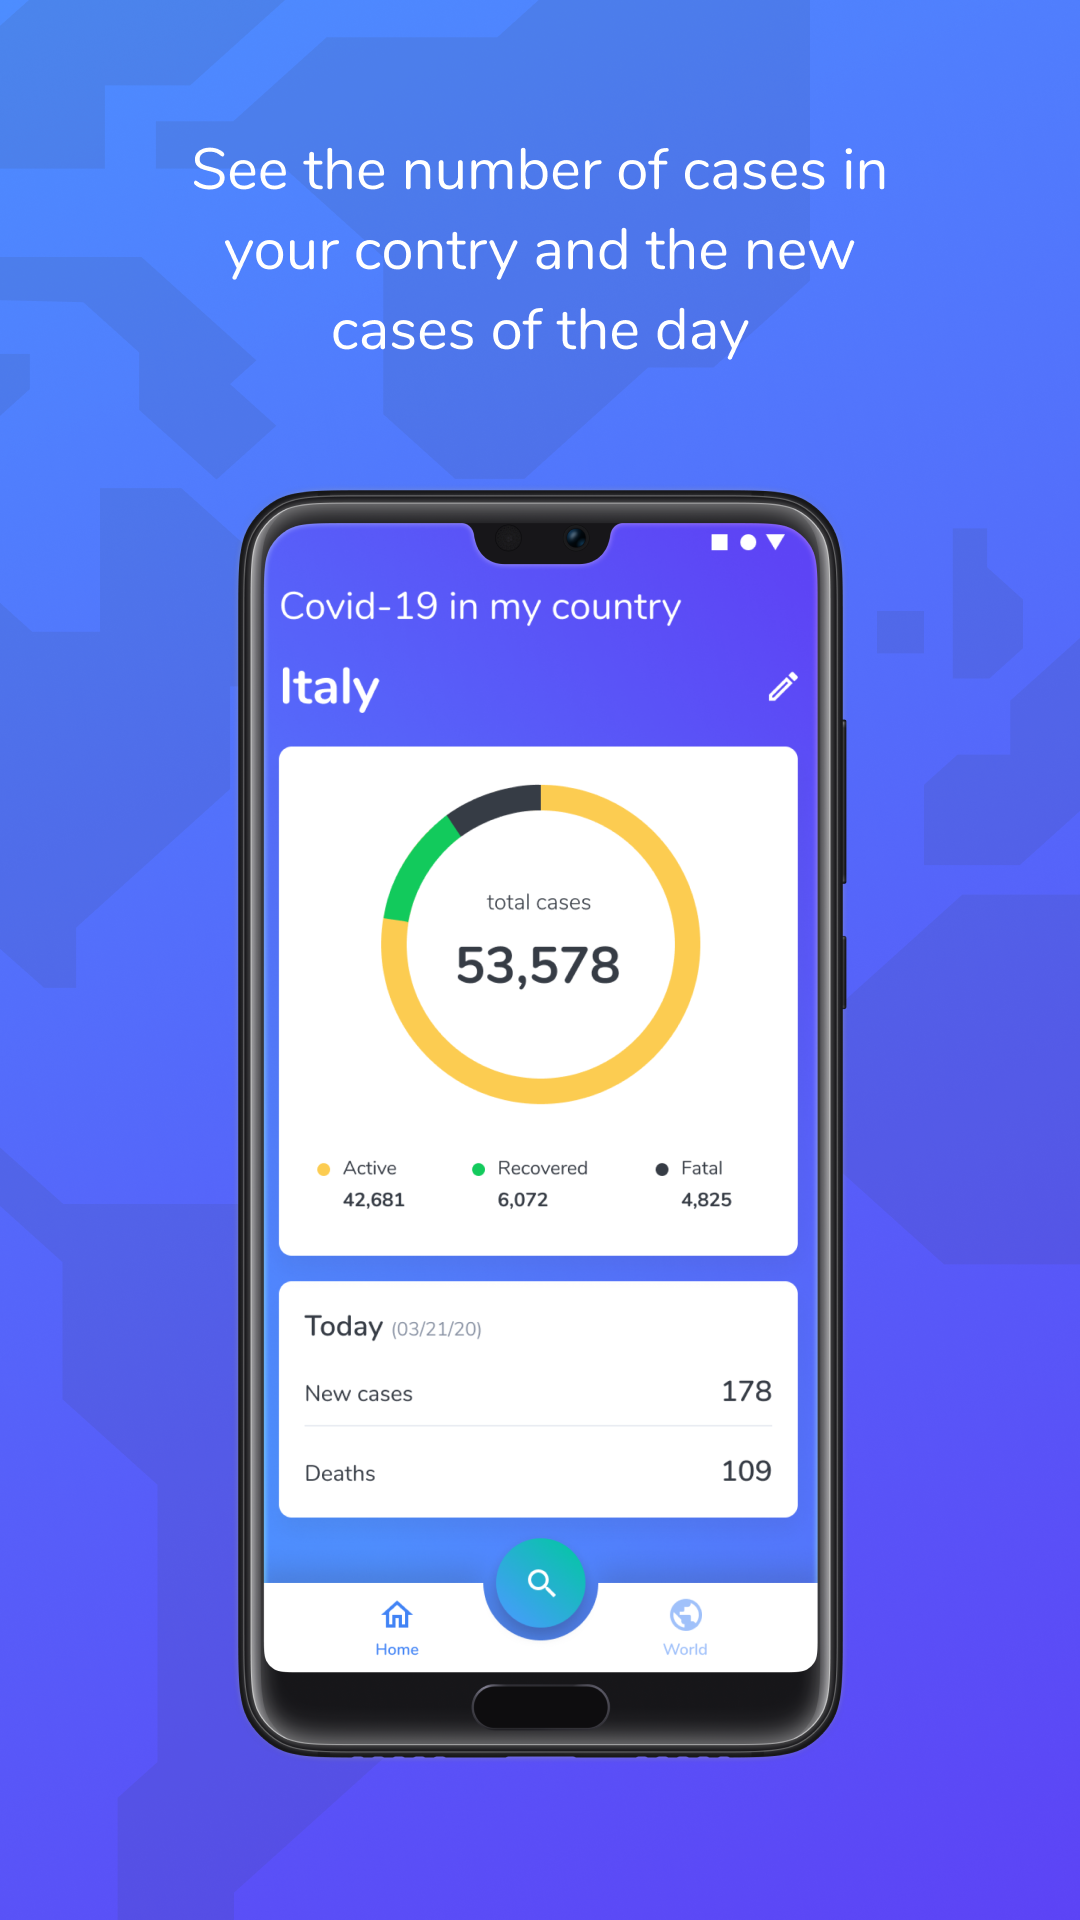 See the number of cases in
your contry and the new
cases of the day
Covid-19 in my country
Italy
total cases
53,578
Active
42,681
Recovered
6,072
Fatal
4,825
Today (03/21/20)
New cases 178
Deaths 109
Home
World